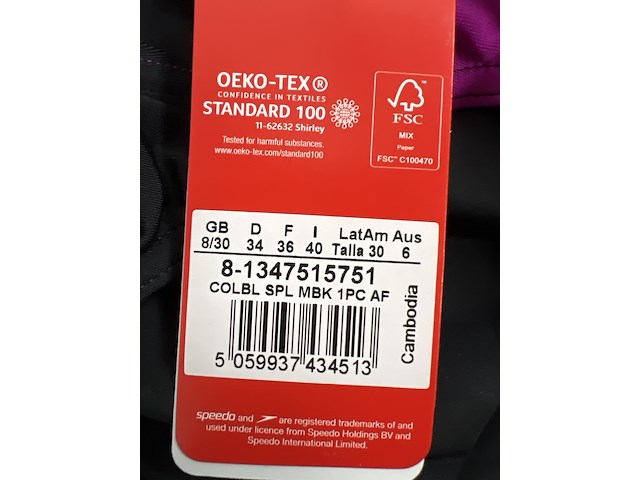 OEKO-TEX®
CONFIDENCE IN TEXTILES
STANDARD 100
11-62632 Shirley
Tested for harmful substances.
www.oeko-tex.com/standard100
FSC
MIX
Paper
FSC™ C100470
GB D F I LatAm Aus
8/30 34 36 40 Talla 30 6
8-1347515751
COLBL SPL MBK 1PC AF
Cambodia
5 059937 434513
speedo and are registered trademarks of and
used under licence from Speedo Holdings BV and
Speedo International Limited.